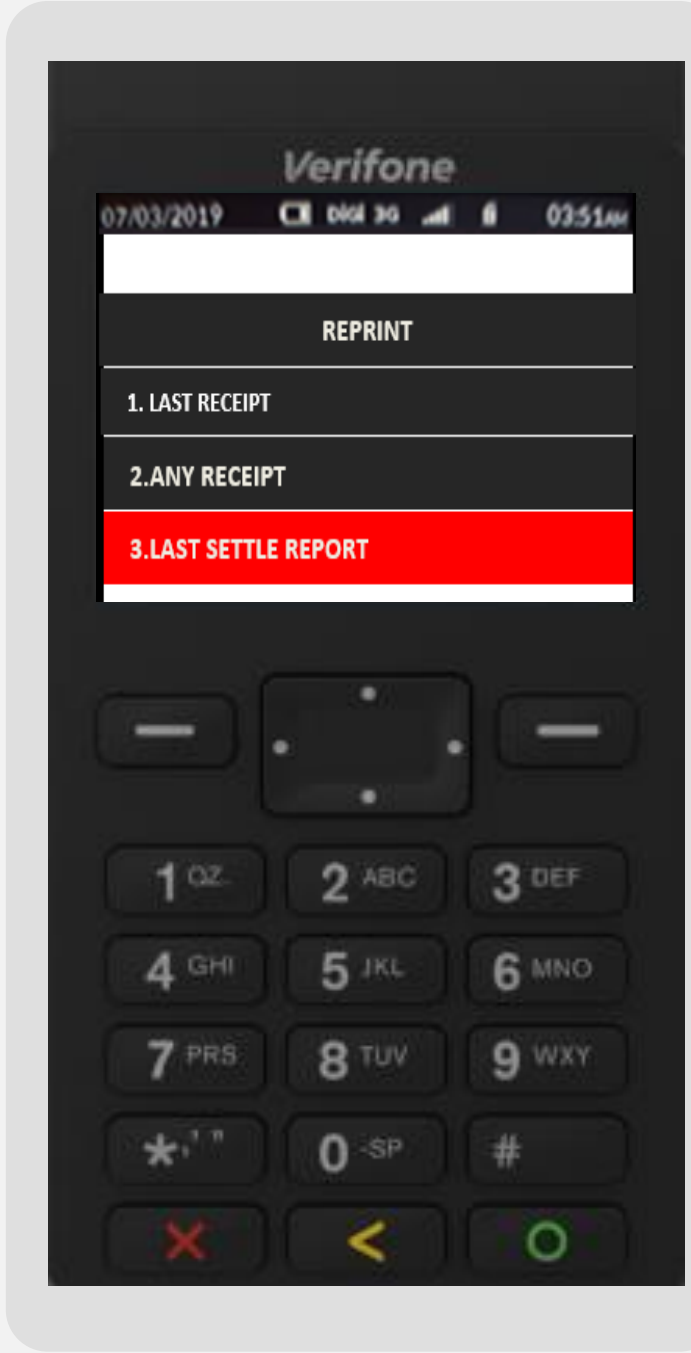 Verifone
07/03/2019 DiGi 3G 03:51AM
REPRINT
1. LAST RECEIPT
2.ANY RECEIPT
3.LAST SETTLE REPORT
1 QZ.
2 ABC
3 DEF
4 GHI
5 JKL
6 MNO
7 PRS
8 TUV
9 WXY
*,'"
0 -SP
#